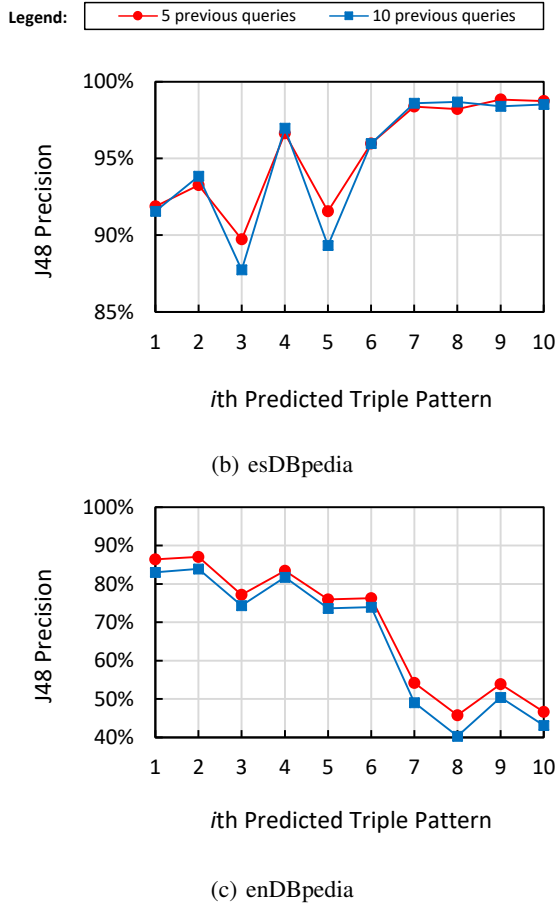 Legend: 5 previous queries 10 previous queries
100%
95%
90%
85%
J48 Precision
1 2 3 4 5 6 7 8 9 10
ith Predicted Triple Pattern
(b) esDBpedia
100%
90%
80%
70%
60%
50%
40%
J48 Precision
1 2 3 4 5 6 7 8 9 10
ith Predicted Triple Pattern
(c) enDBpedia